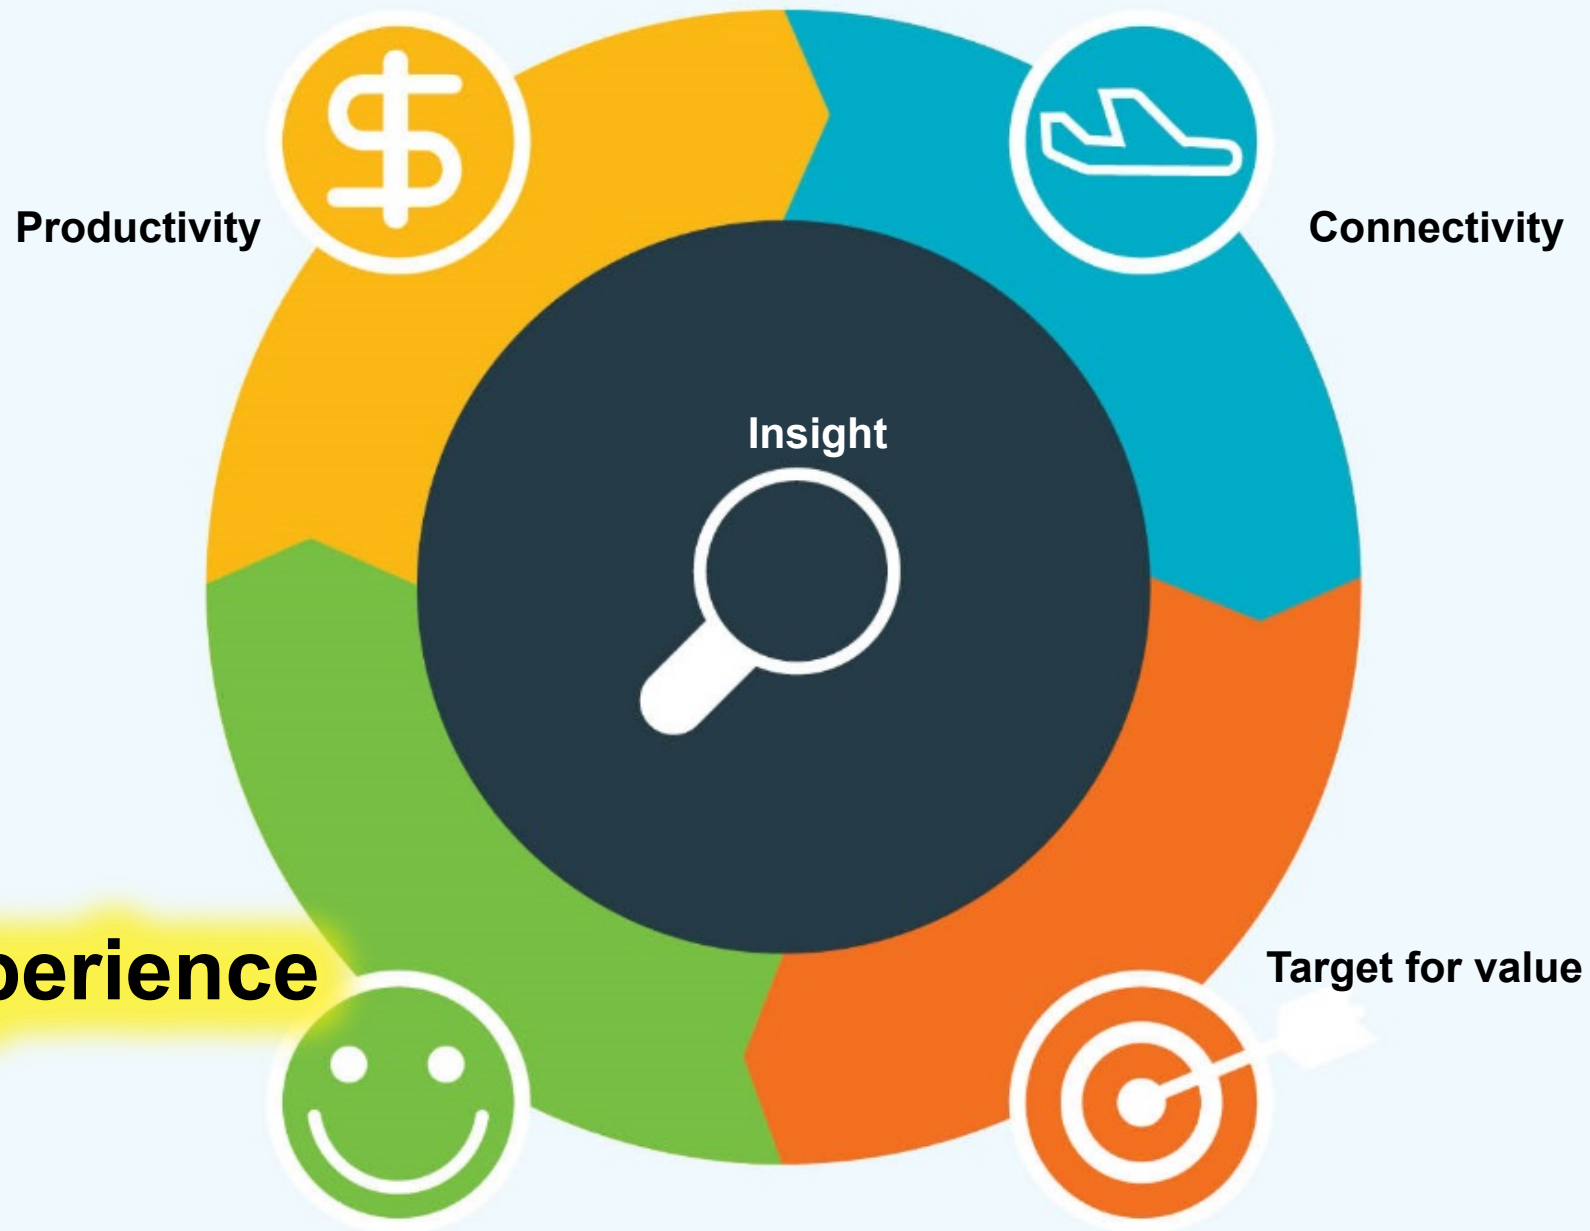 Productivity
Connectivity
Insight
perience
Target for value